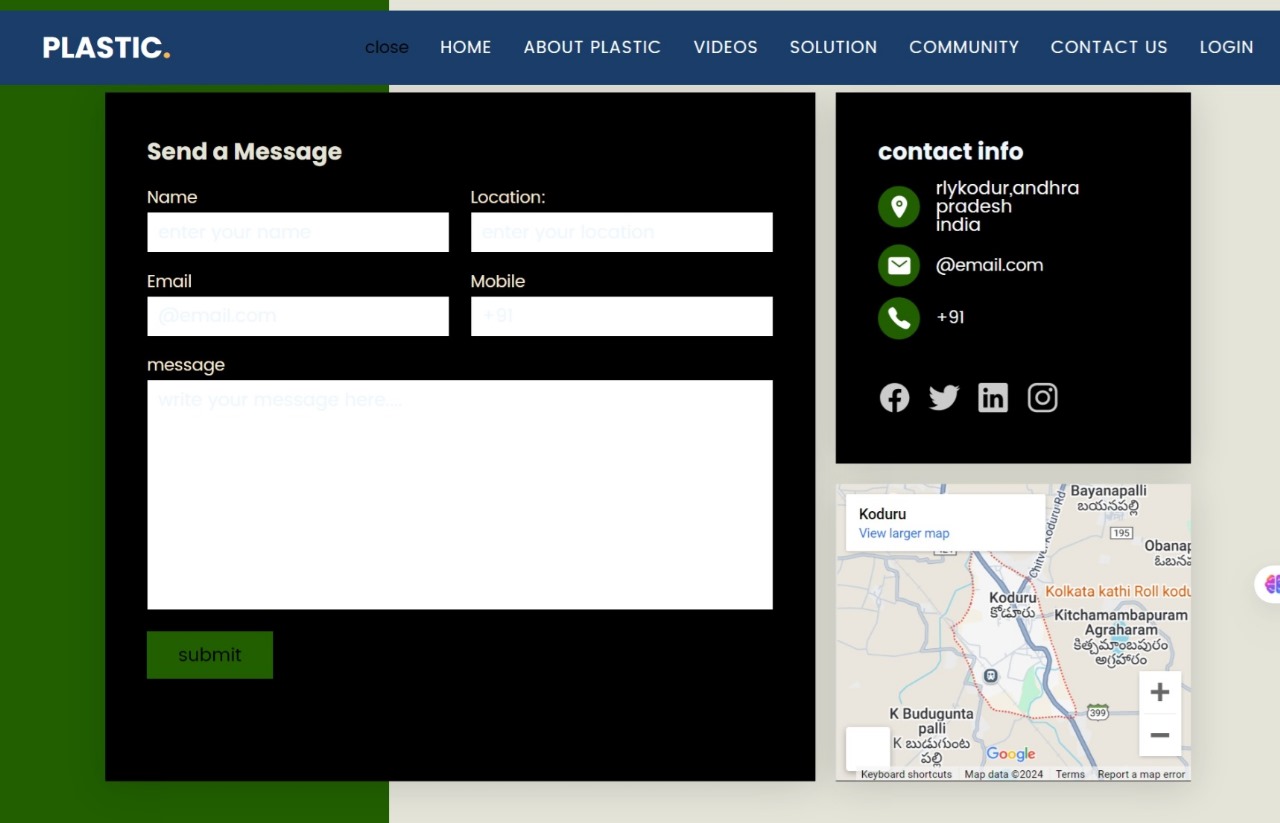 PLASTIC.
close
HOME
ABOUT PLASTIC
VIDEOS
SOLUTION
COMMUNITY
CONTACT US
LOGIN
Send a Message
Name
Location:
enter your name
enter your location
Email
Mobile
@email.com
+91
message
write your message here....
submit
contact info
rlykodur,andhra
pradesh
india
@email.com
+91
Koduru
View larger map
Bayanapalli
బయనపల్లి
195
Chitvel Koduru Rd
Kolkata kathi Roll kodu
Koduru
కోడూరు
Kitchamambapuram
Agraharam
కిచ్చమాంబపురం
అగ్రహారం
399
K Budugunta
palli
K బుడుగుంట
పల్లి
Google
Keyboard shortcuts
Map data ©2024
Terms
Report a map error